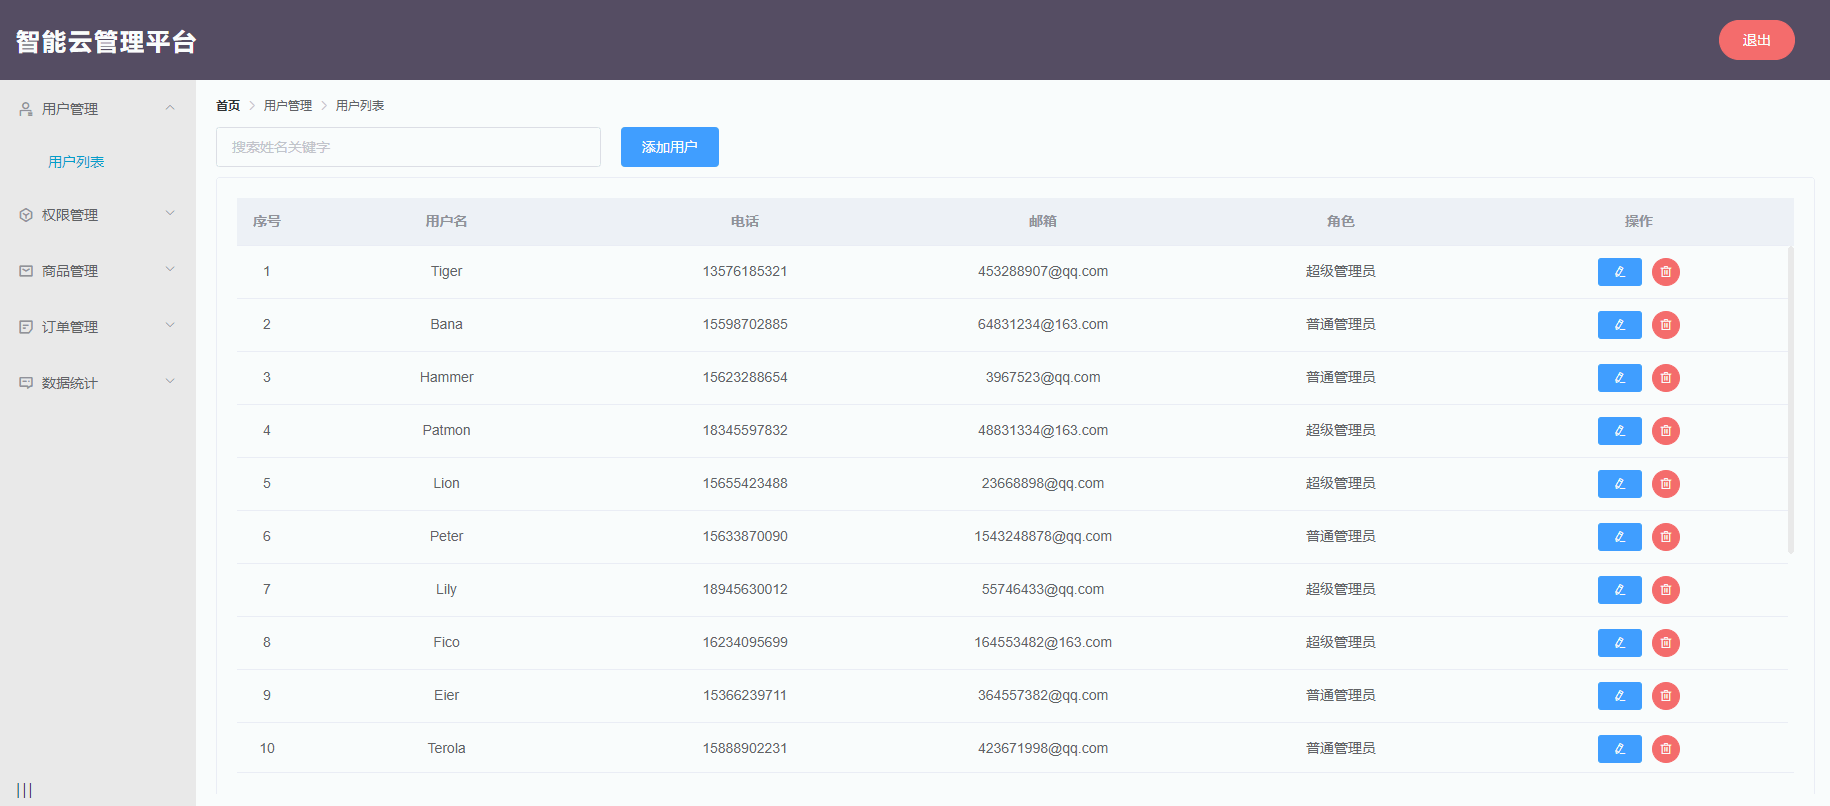 智能云管理平台
退出
用户管理
用户列表
权限管理
商品管理
订单管理
数据统计
首页 > 用户管理 > 用户列表
搜索姓名关键字
添加用户
序号 用户名 电话 邮箱 角色 操作
1 Tiger 13576185321 453288907@qq.com 超级管理员
2 Bana 15598702885 64831234@163.com 普通管理员
3 Hammer 15623288654 3967523@qq.com 普通管理员
4 Patmon 18345597832 48831334@163.com 超级管理员
5 Lion 15655423488 23668898@qq.com 超级管理员
6 Peter 15633870090 1543248878@qq.com 普通管理员
7 Lily 18945630012 55746433@qq.com 超级管理员
8 Fico 16234095699 164553482@163.com 超级管理员
9 Eier 15366239711 364557382@qq.com 普通管理员
10 Terola 15888902231 423671998@qq.com 普通管理员